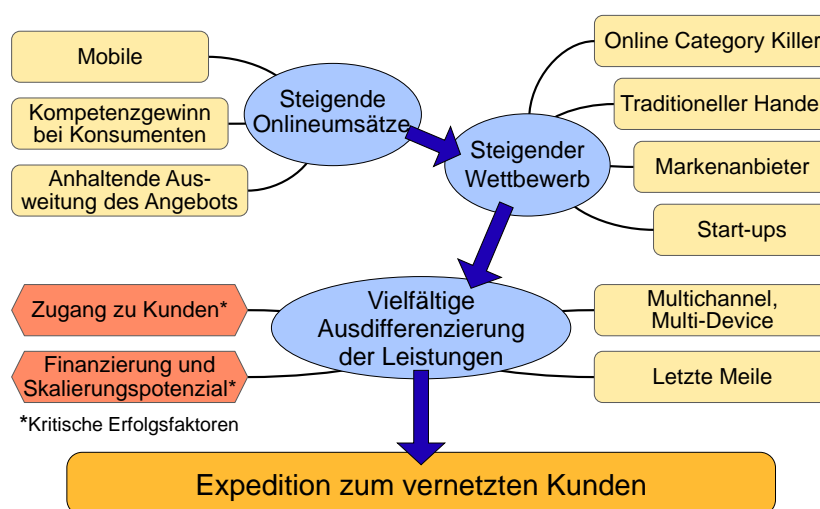 Mobile
Kompetenzgewinn
bei Konsumenten
Anhaltende Aus-
weitung des Angebots
Steigende
Onlineumsätze
Online Category Killer
Traditioneller Hande
Markenanbieter
Start-ups
Steigender
Wettbewerb
Zugang zu Kunden*
Finanzierung und
Skalierungspotenzial*
*Kritische Erfolgsfaktoren
Vielfältige
Ausdifferenzierung
der Leistungen
Multichannel,
Multi-Device
Letzte Meile
Expedition zum vernetzten Kunden